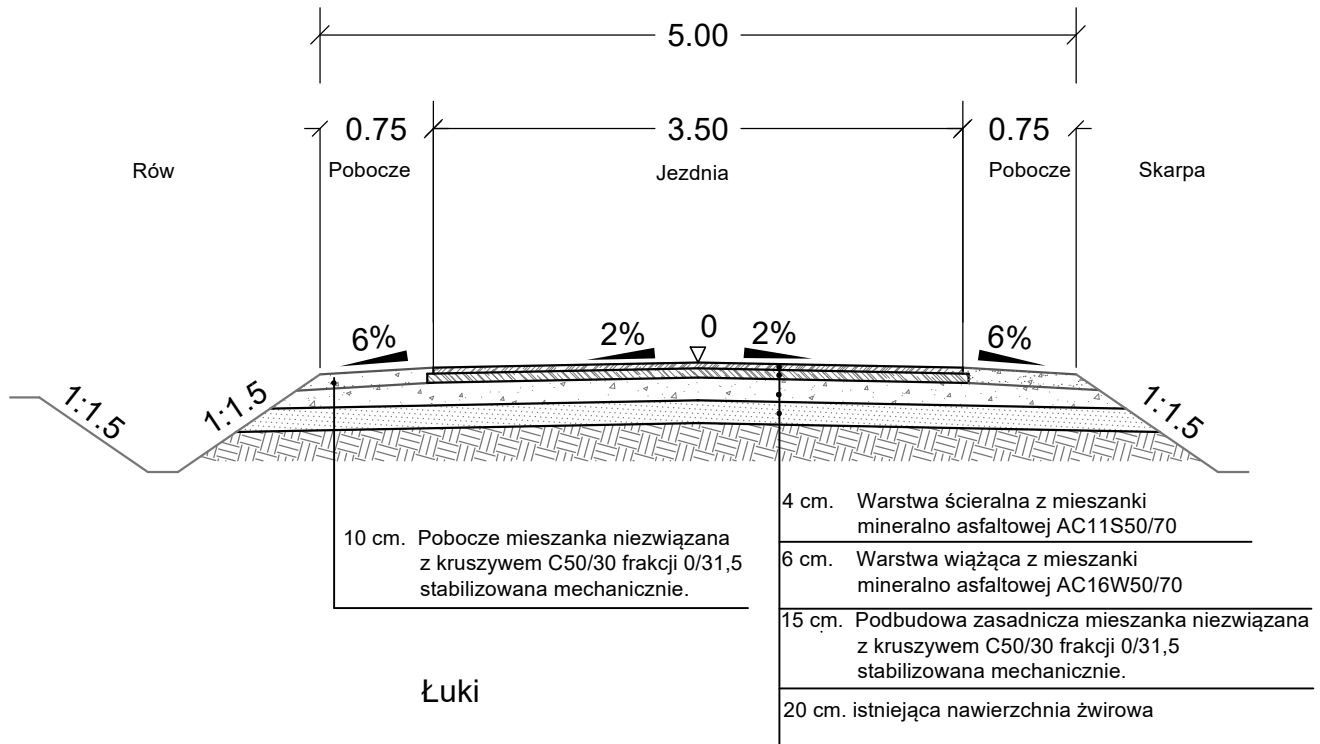 5.00
0.75 3.50 0.75
Rów Pobocze Jezdnia Pobocze Skarpa
6% 2% 0 2% 6%
1:1.5 1:1.5 1:1.5
10 cm. Pobocze mieszanka niezwiązana
z kruszywem C50/30 frakcji 0/31,5
stabilizowana mechanicznie.
4 cm. Warstwa ścieralna z mieszanki
mineralno asfaltowej AC11S50/70
6 cm. Warstwa wiążąca z mieszanki
mineralno asfaltowej AC16W50/70
15 cm. Podbudowa zasadnicza mieszanka niezwiązana
z kruszywem C50/30 frakcji 0/31,5
stabilizowana mechanicznie.
20 cm. istniejąca nawierzchnia żwirowa
Łuki